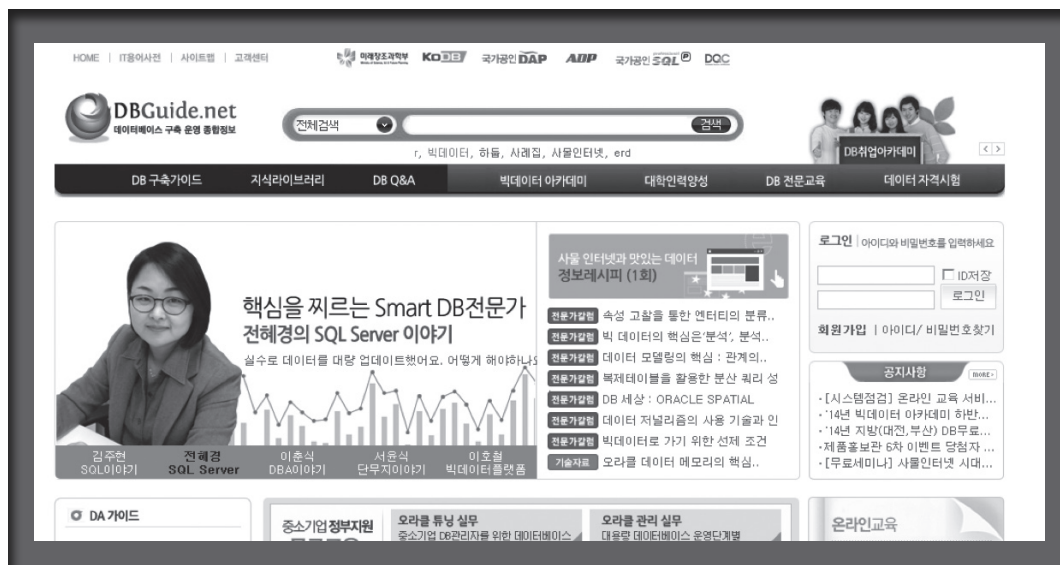 HOME | IT용어사전 | 사이트맵 | 고객센터
미래창조과학부 KODB 국가공인 DAP ADP 국가공인 SQL P DQC
DBGuide.net
데이터베이스 구축 운영 종합정보
전체검색 검색
r, 빅데이터, 하둡, 사례집, 사물인터넷, erd
DB취업아카데미
DB 구축가이드 지식라이브러리 DB Q&A 빅데이터 아카데미 대학인력양성 DB 전문교육 데이터 자격시험
핵심을 찌르는 Smart DB전문가
전혜경의 SQL Server 이야기
실수로 데이터를 대량 업데이트했어요. 어떻게 해야하나요
김주현 전혜경 이춘식 서윤식 이호철
SQL이야기 SQL Server DBA이야기 단무지이야기 빅데이터플랫폼
사물 인터넷과 맛있는 데이터
정보레시피 (1회)
전문가칼럼 속성 고찰을 통한 엔터티의 분류..
전문가칼럼 빅 데이터의 핵심은'분석', 분석..
전문가칼럼 데이터 모델링의 핵심 : 관계의..
전문가칼럼 복제테이블을 활용한 분산 쿼리 성
전문가칼럼 DB 세상 : ORACLE SPATIAL
전문가칼럼 데이터 저널리즘의 사용 기술과 인
전문가칼럼 빅데이터로 가기 위한 선제 조건
기술자료 오라클 데이터 메모리의 핵심..
로그인 | 아이디와 비밀번호를 입력하세요
ID저장
로그인
회원가입 | 아이디/ 비밀번호찾기
공지사항 more
· [시스템점검] 온라인 교육 서비...
· '14년 빅데이터 아카데미 하반...
· '14년 지방(대전,부산) DB무료...
· 제품홍보관 6차 이벤트 당첨자 ...
· [무료세미나] 사물인터넷 시대...
DA 가이드
중소기업 정부지원
오라클 튜닝 실무
중소기업 DB관리자를 위한 데이터베이스
오라클 관리 실무
대용량 데이터베이스 운영단계별
온라인교육